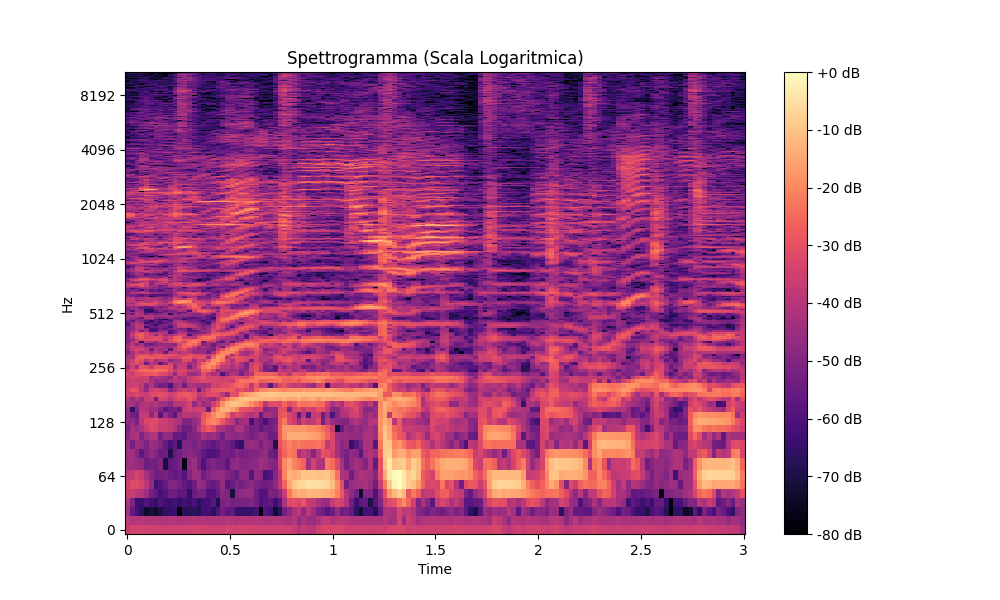 Spettrogramma (Scala Logaritmica)
8192
4096
2048
1024
512
256
128
64
0
Hz
0
0.5
1
1.5
2
2.5
3
Time
+0 dB
-10 dB
-20 dB
-30 dB
-40 dB
-50 dB
-60 dB
-70 dB
-80 dB